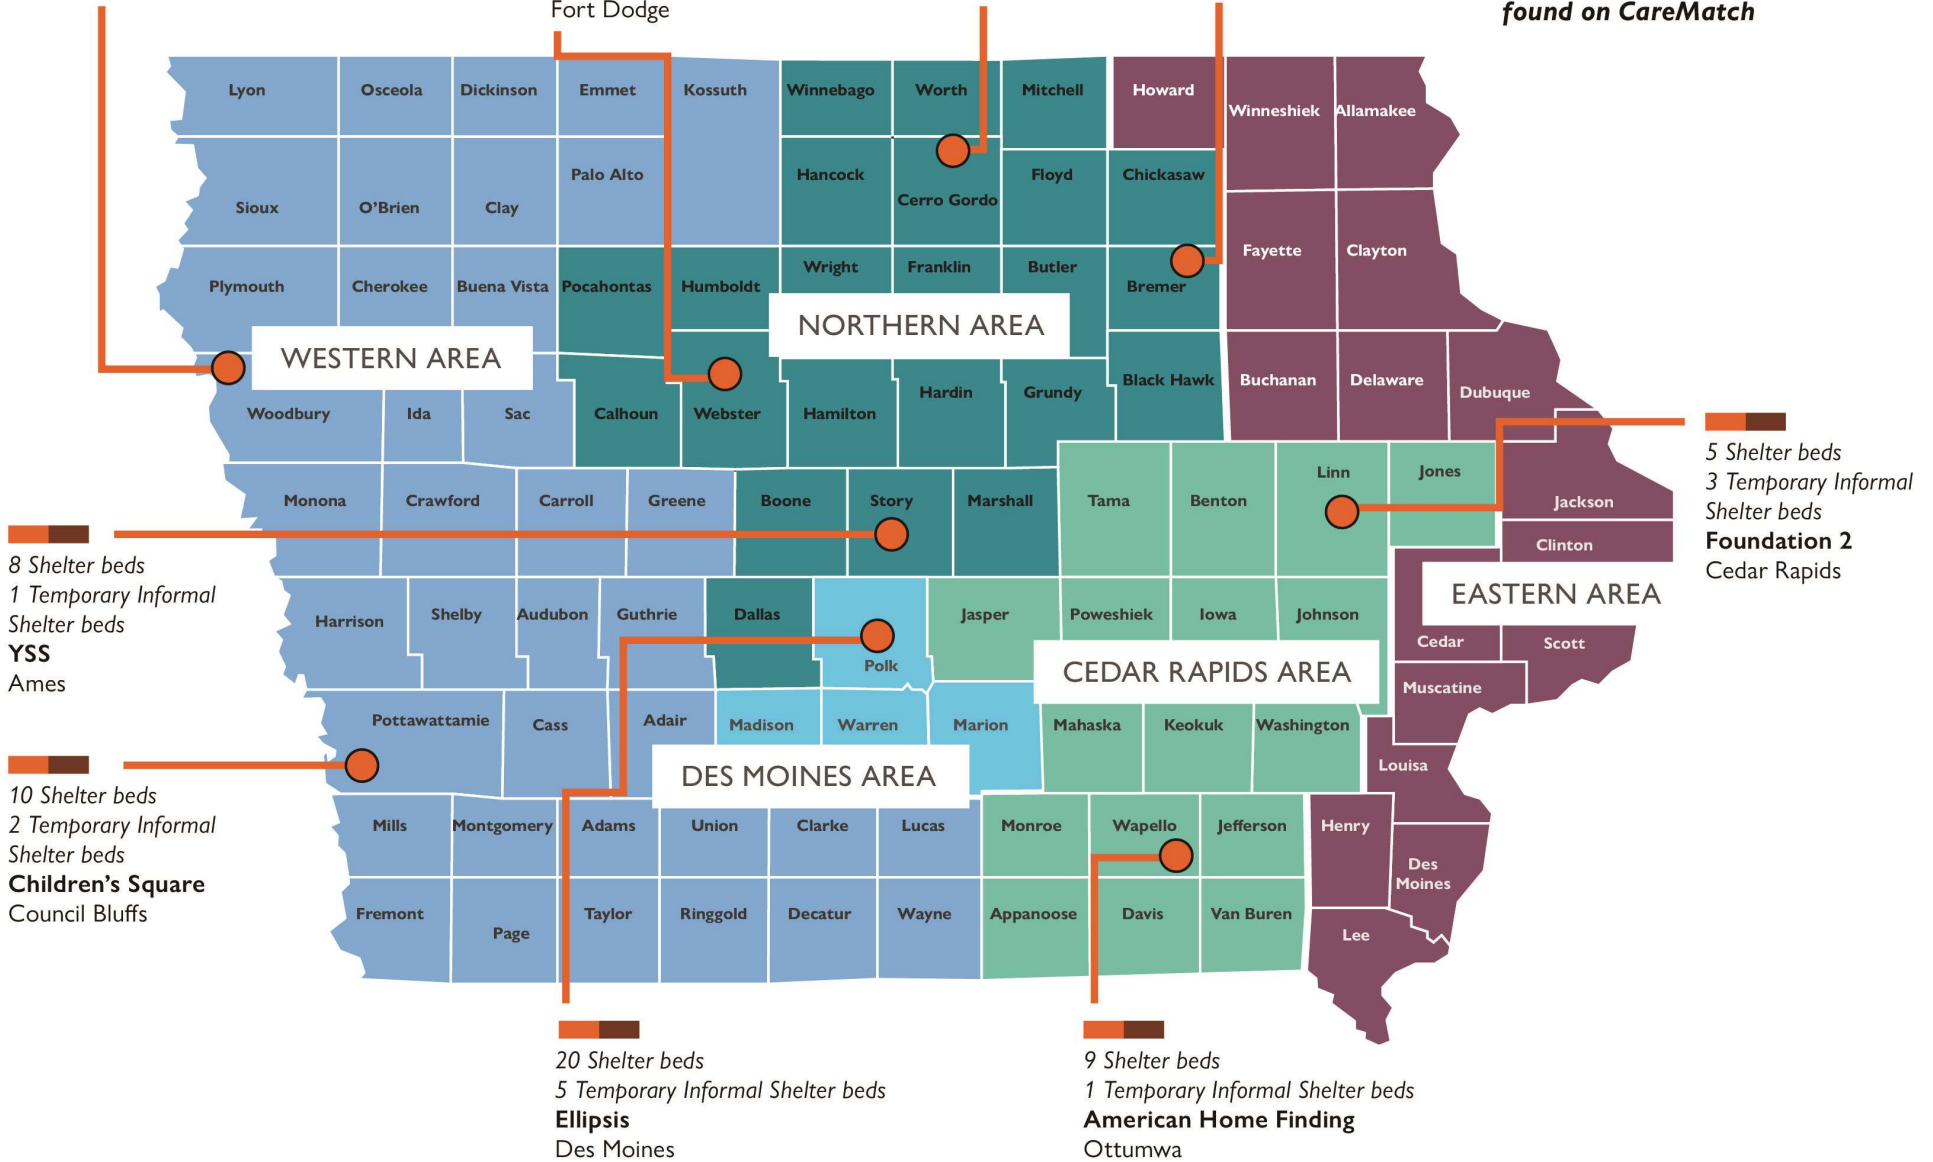 Fort Dodge
found on CareMatch
Lyon
Osceola
Dickinson
Emmet
Kossuth
Winnebago
Worth
Mitchell
Howard
Winneshiek
Allamakee
Sioux
O'Brien
Clay
Palo Alto
Hancock
Cerro Gordo
Floyd
Chickasaw
Fayette
Clayton
Plymouth
Cherokee
Buena Vista
Pocahontas
Humboldt
Wright
Franklin
Butler
Bremer
NORTHERN AREA
WESTERN AREA
Woodbury
Ida
Sac
Calhoun
Webster
Hamilton
Hardin
Grundy
Black Hawk
Buchanan
Delaware
Dubuque
Monona
Crawford
Carroll
Greene
Boone
Story
Marshall
Tama
Benton
Linn
Jones
Jackson
Clinton
5 Shelter beds
3 Temporary Informal
Shelter beds
Foundation 2
Cedar Rapids
8 Shelter beds
1 Temporary Informal
Shelter beds
YSS
Ames
Harrison
Shelby
Audubon
Guthrie
Dallas
Polk
Jasper
Poweshiek
Iowa
Johnson
EASTERN AREA
Cedar
Scott
CEDAR RAPIDS AREA
Muscatine
Pottawattamie
Cass
Adair
Madison
Warren
Marion
Mahaska
Keokuk
Washington
Louisa
DES MOINES AREA
10 Shelter beds
2 Temporary Informal
Shelter beds
Children's Square
Council Bluffs
Mills
Montgomery
Adams
Union
Clarke
Lucas
Monroe
Wapello
Jefferson
Henry
Des
Moines
Fremont
Page
Taylor
Ringgold
Decatur
Wayne
Appanoose
Davis
Van Buren
Lee
20 Shelter beds
5 Temporary Informal Shelter beds
Ellipsis
Des Moines
9 Shelter beds
1 Temporary Informal Shelter beds
American Home Finding
Ottumwa